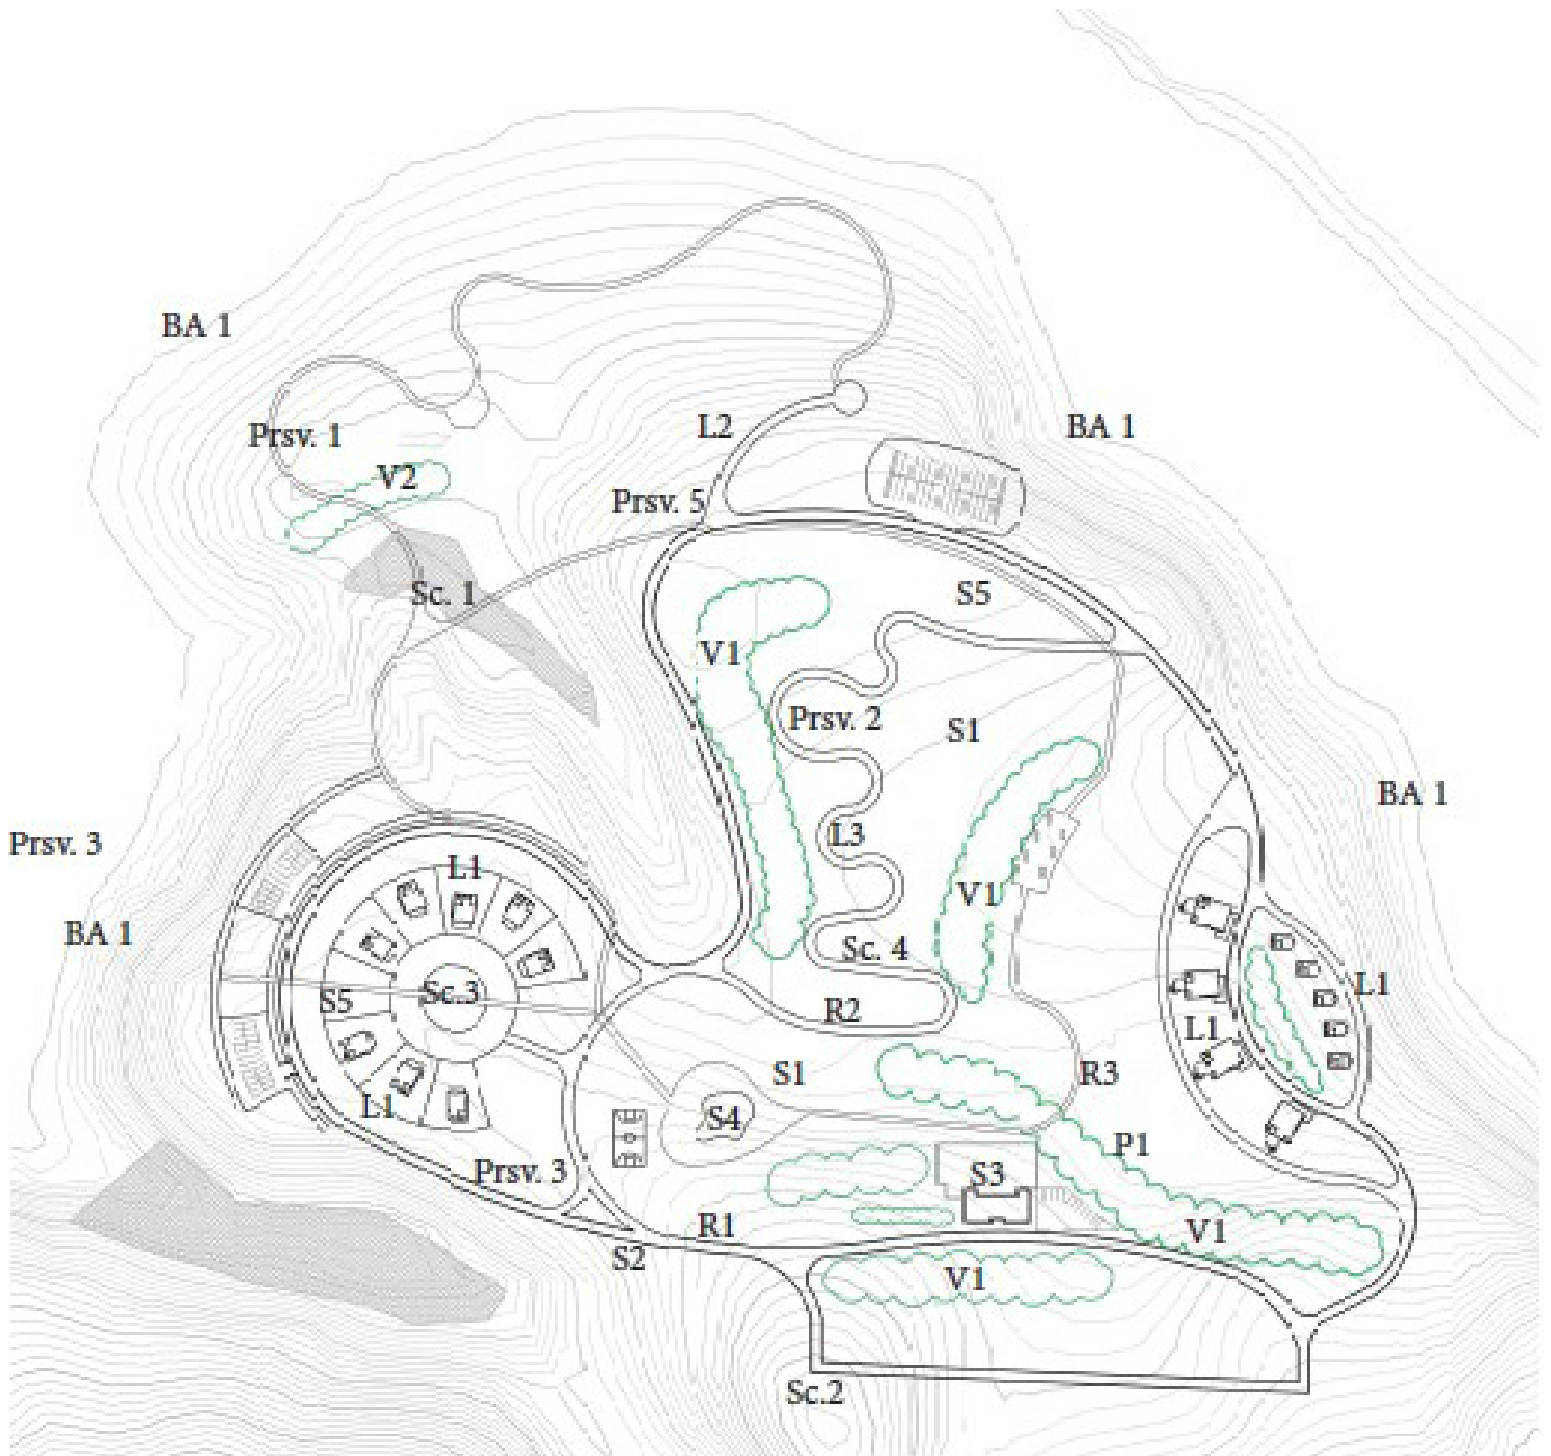 BA 1
L2
BA 1
Prsv. 1
V2
Prsv. 5
Sc. 1
S5
V1
Prsv. 2
S1
BA 1
L3
Prsv. 3
L1
V1
BA 1
Sc. 4
S5
Sc.3
L1
R2
L1
S1
R3
L1
S4
P1
Prsv. 3
S3
R1
V1
S2
V1
Sc.2